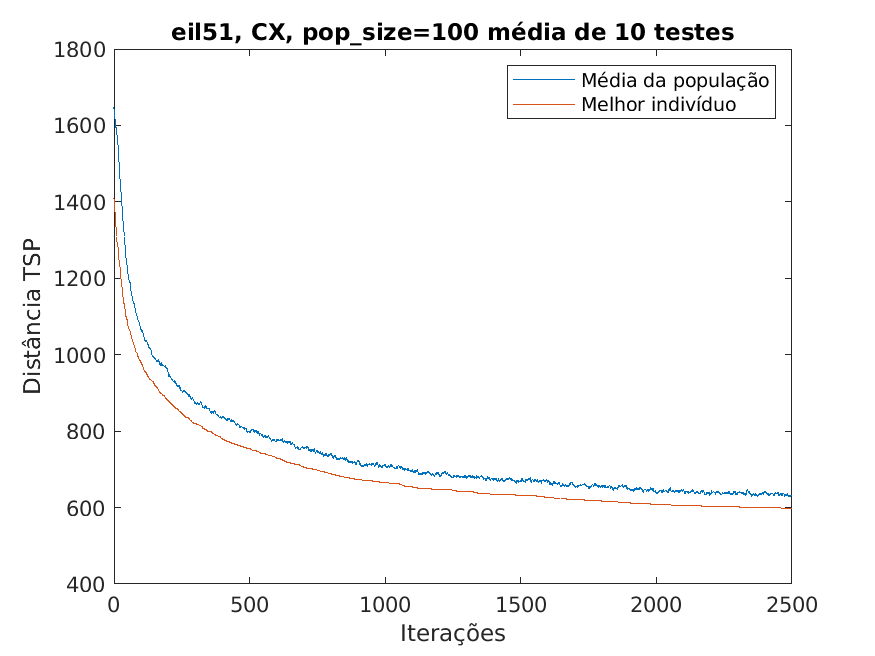 eil51, CX, pop_size=100 média de 10 testes
1800
1600
1400
1200
1000
800
600
400
Distância TSP
Média da população
Melhor indivíduo
0
500
1000
1500
2000
2500
Iterações